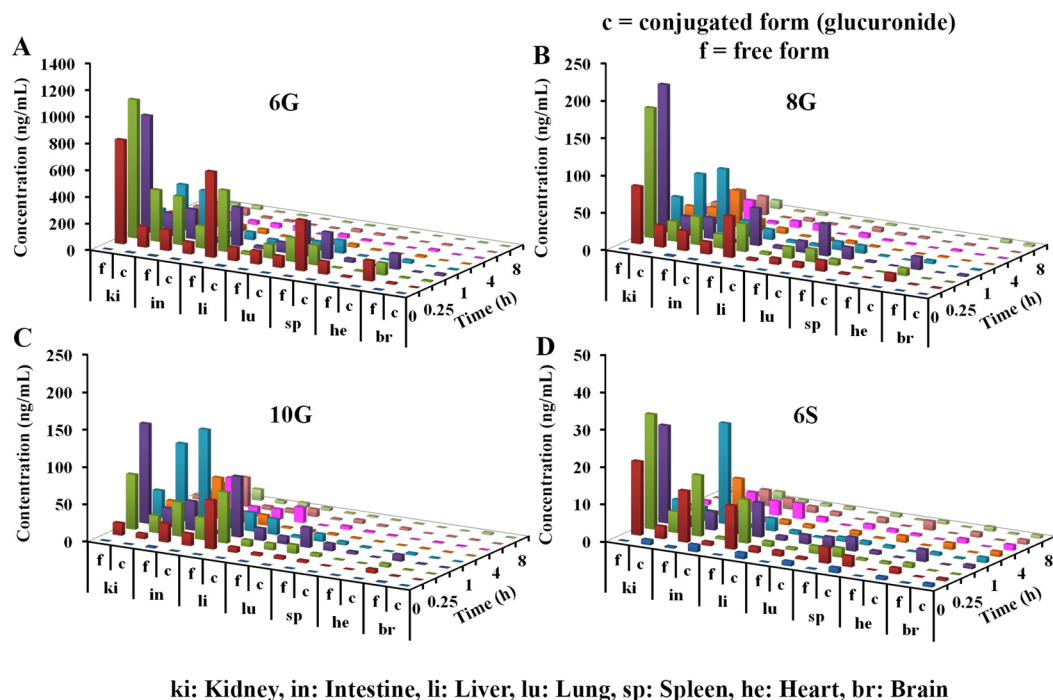 c = conjugated form (glucuronide)
f = free form
A
6G
Concentration (ng/mL)
1400
1200
1000
800
600
400
200
0
f c f c f c f c f c f c f c
ki in li lu sp he br
0 0.25 1 4 8
Time (h)
B
8G
Concentration (ng/mL)
250
200
150
100
50
0
f c f c f c f c f c f c f c
ki in li lu sp he br
0 0.25 1 4 8
Time (h)
C
10G
Contentration (ng/mL)
250
200
150
100
50
0
f c f c f c f c f c f c f c
ki in li lu sp he br
0 0.25 1 4 8
Time (h)
D
6S
Concentration (ng/mL)
50
40
30
20
10
0
f c f c f c f c f c f c f c
ki in li lu sp he br
0 0.25 1 4 8
Time (h)
ki: Kidney, in: Intestine, li: Liver, lu: Lung, sp: Spleen, he: Heart, br: Brain